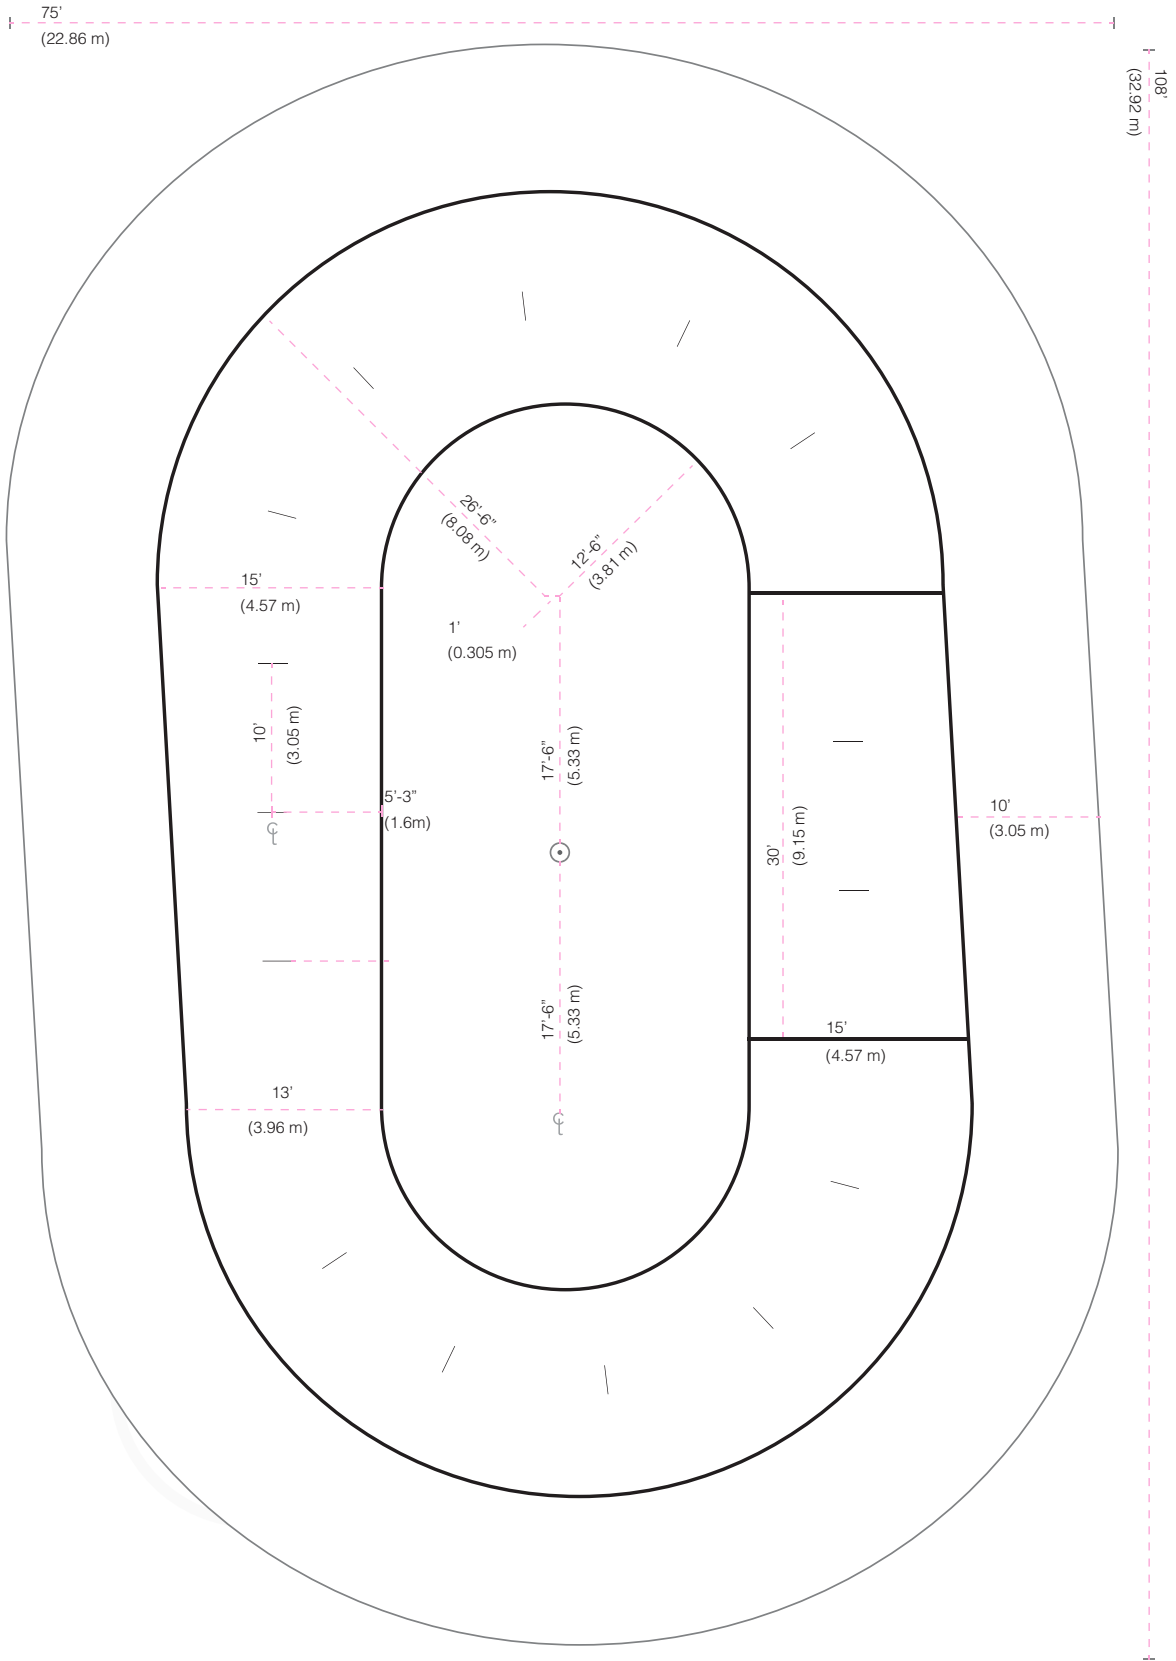 75’
(22.86 m)
108’
(32.92 m)
26’-6”
(8.08 m)
12’-6”
(3.81 m)
15’
(4.57 m)
1’
(0.305 m)
10’
(3.05 m)
17’-6”
(5.33 m)
5’-3”
(1.6m)
℄
10’
(3.05 m)
30’
(9.15 m)
17’-6”
(5.33 m)
15’
(4.57 m)
13’
(3.96 m)
℄